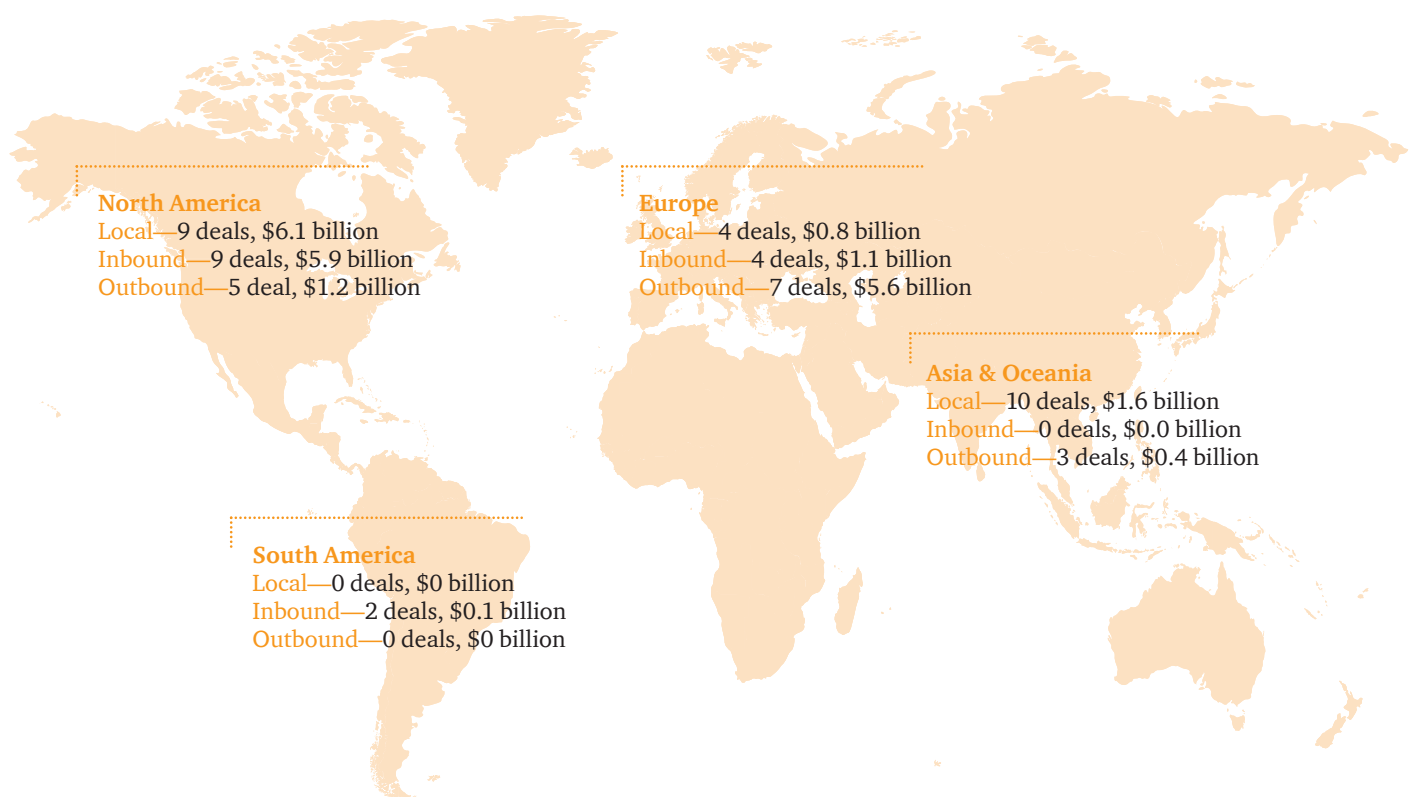 North America
Local—9 deals, $6.1 billion
Inbound—9 deals, $5.9 billion
Outbound—5 deal, $1.2 billion
Europe
Local—4 deals, $0.8 billion
Inbound—4 deals, $1.1 billion
Outbound—7 deals, $5.6 billion
Asia & Oceania
Local—10 deals, $1.6 billion
Inbound—0 deals, $0.0 billion
Outbound—3 deals, $0.4 billion
South America
Local—0 deals, $0 billion
Inbound—2 deals, $0.1 billion
Outbound—0 deals, $0 billion